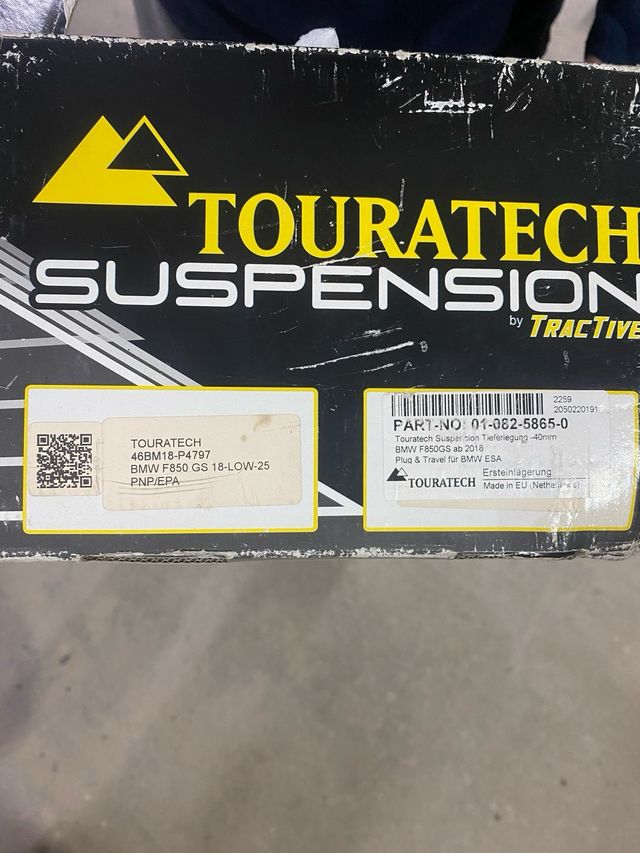 TOURATECH
SUSPENSION
by TRACTIVE
TOURATECH
46BM18-P4797
BMW F850 GS 18-LOW-25
PNP/EPA
2259
2050220191
PART-NO: 01-082-5865-0
Touratech Suspension Tieferlegung -40mm
BMW F850GS ab 2018
Plug & Travel für BMW ESA
TOURATECH
Ersteinlagerung
Made in EU (Netherlands)